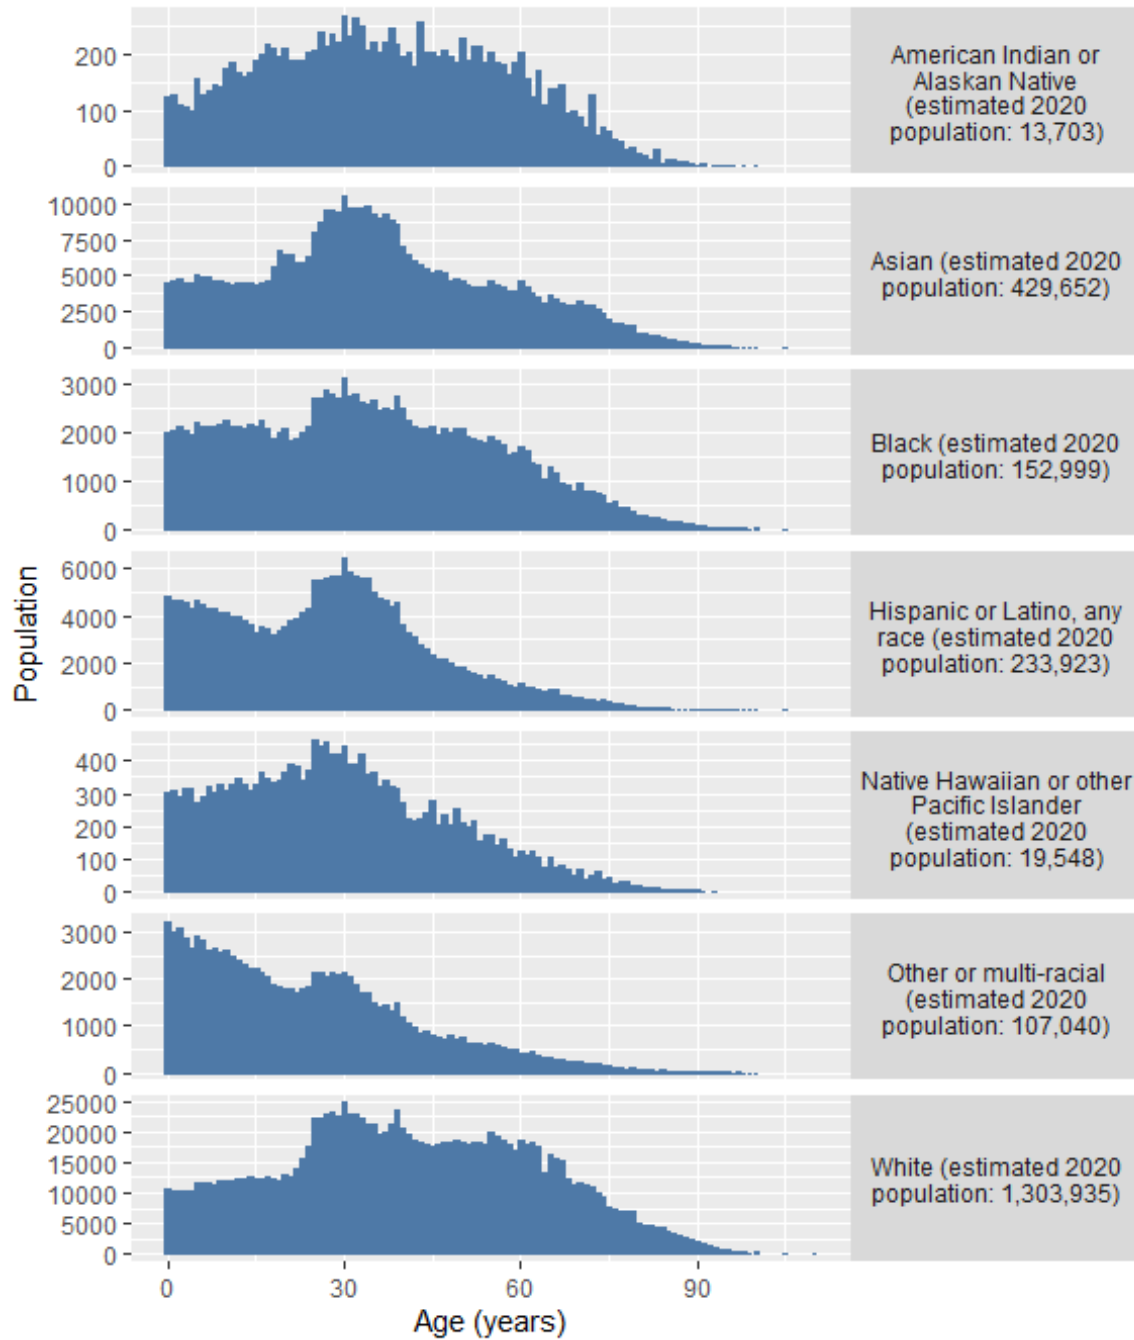 200
100
0
American Indian or
Alaskan Native
(estimated 2020
population: 13,703)
10000
7500
5000
2500
0
Asian (estimated 2020
population: 429,652)
3000
2000
1000
0
Black (estimated 2020
population: 152,999)
6000
4000
2000
0
Hispanic or Latino, any
race (estimated 2020
population: 233,923)
400
300
200
100
0
Native Hawaiian or other
Pacific Islander
(estimated 2020
population: 19,548)
3000
2000
1000
0
Other or multi-racial
(estimated 2020
population: 107,040)
25000
20000
15000
10000
5000
0
White (estimated 2020
population: 1,303,935)
Population
0 30 60 90
Age (years)